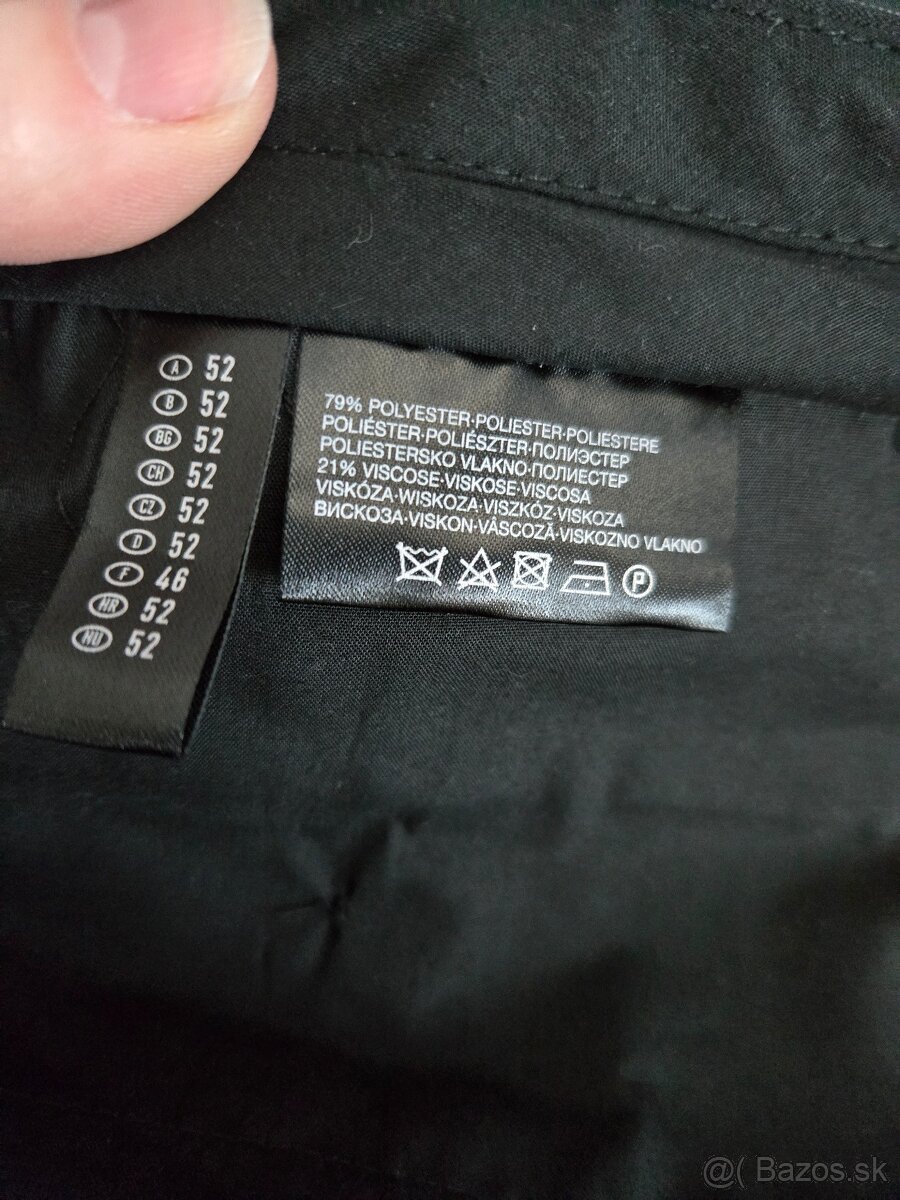 A 52
B 52
BG 52
CH 52
CZ 52
D 52
F 46
HR 52
HU 52
79% POLYESTER·POLIESTER·POLIESTERE
POLIÉSTER·POLIÉSZTER·ПОЛИЭСТЕР
POLIESTERSKO VLAKNO·ПОЛИЕСТЕР
21% VISCOSE·VISKOSE·VISCOSA
VISKÓZA·WISKOZA·VISZKÓZ·VISKOZA
ВИСКОЗА·VISKON·VÂSCOZĂ·VISKOZNO VLAKNO
P
@( Bazos.sk